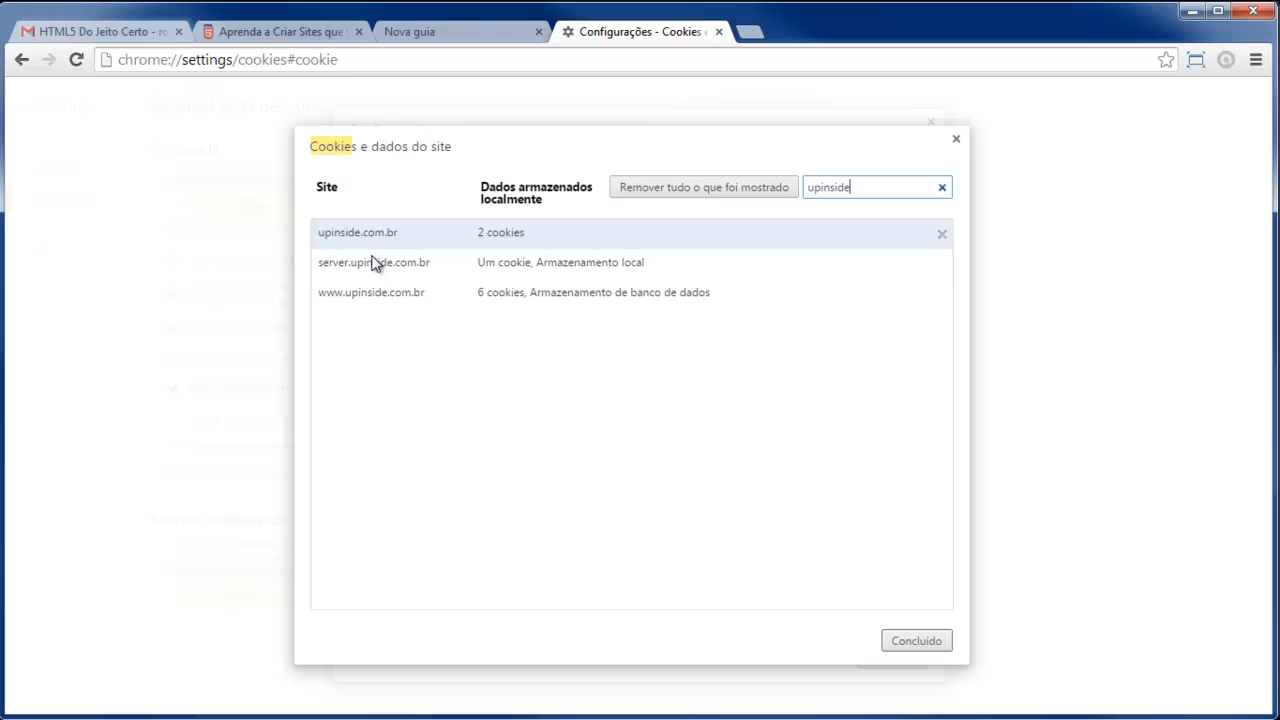 HTML5 Do Jeito Certo - ro
Aprenda a Criar Sites que
Nova guia
Configurações - Cookies e
chrome://settings/cookies#cookie
Cookies e dados do site
Site
Dados armazenados
localmente
Remover tudo o que foi mostrado
upinside
upinside.com.br
2 cookies
server.upinside.com.br
Um cookie, Armazenamento local
www.upinside.com.br
6 cookies, Armazenamento de banco de dados
Concluído